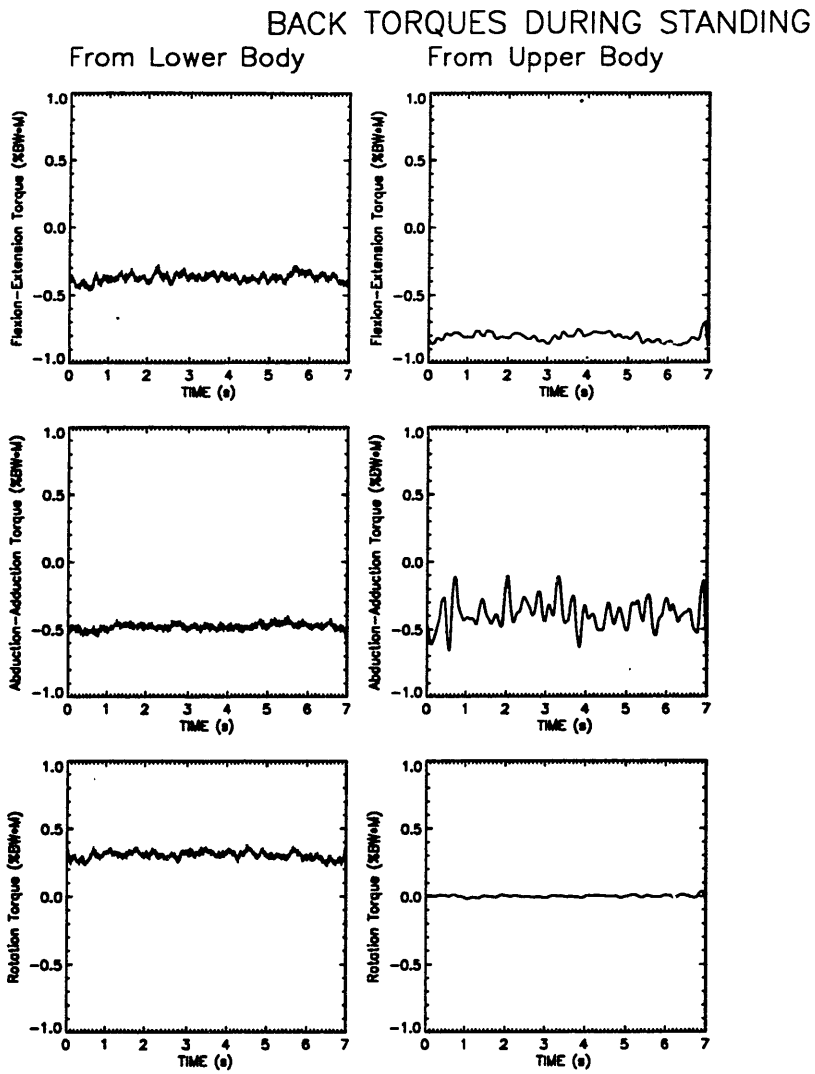 BACK TORQUES DURING STANDING
From Lower Body
From Upper Body
Flexion-Extension Torque (%BW*M)
1.0
0.5
0.0
-0.5
-1.0
0 1 2 3 4 5 6 7
TIME (s)
Flexion-Extension Torque (%BW*M)
1.0
0.5
0.0
-0.5
-1.0
0 1 2 3 4 5 6 7
TIME (s)
Abduction-Adduction Torque (%BW*M)
1.0
0.5
0.0
-0.5
-1.0
0 1 2 3 4 5 6 7
TIME (s)
Abduction-Adduction Torque (%BW*M)
1.0
0.5
0.0
-0.5
-1.0
0 1 2 3 4 5 6 7
TIME (s)
Rotation Torque (%BW*M)
1.0
0.5
0.0
-0.5
-1.0
0 1 2 3 4 5 6 7
TIME (s)
Rotation Torque (%BW*M)
1.0
0.5
0.0
-0.5
-1.0
0 1 2 3 4 5 6 7
TIME (s)